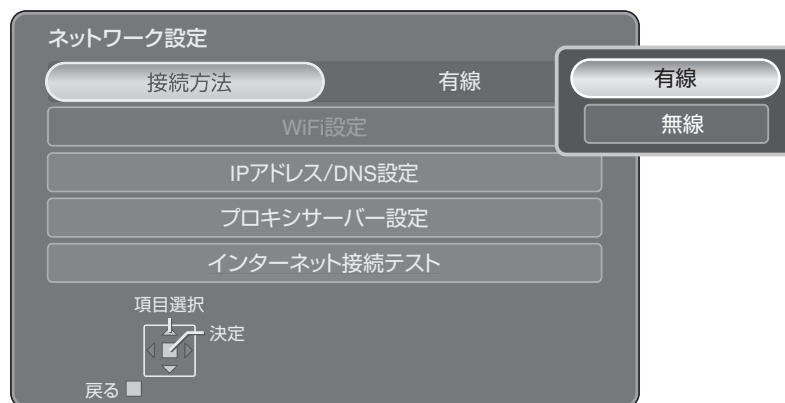 ネットワーク設定
接続方法 有線
有線
WiFi設定
無線
IPアドレス/DNS設定
プロキシサーバー設定
インターネット接続テスト
項目選択
決定
戻る